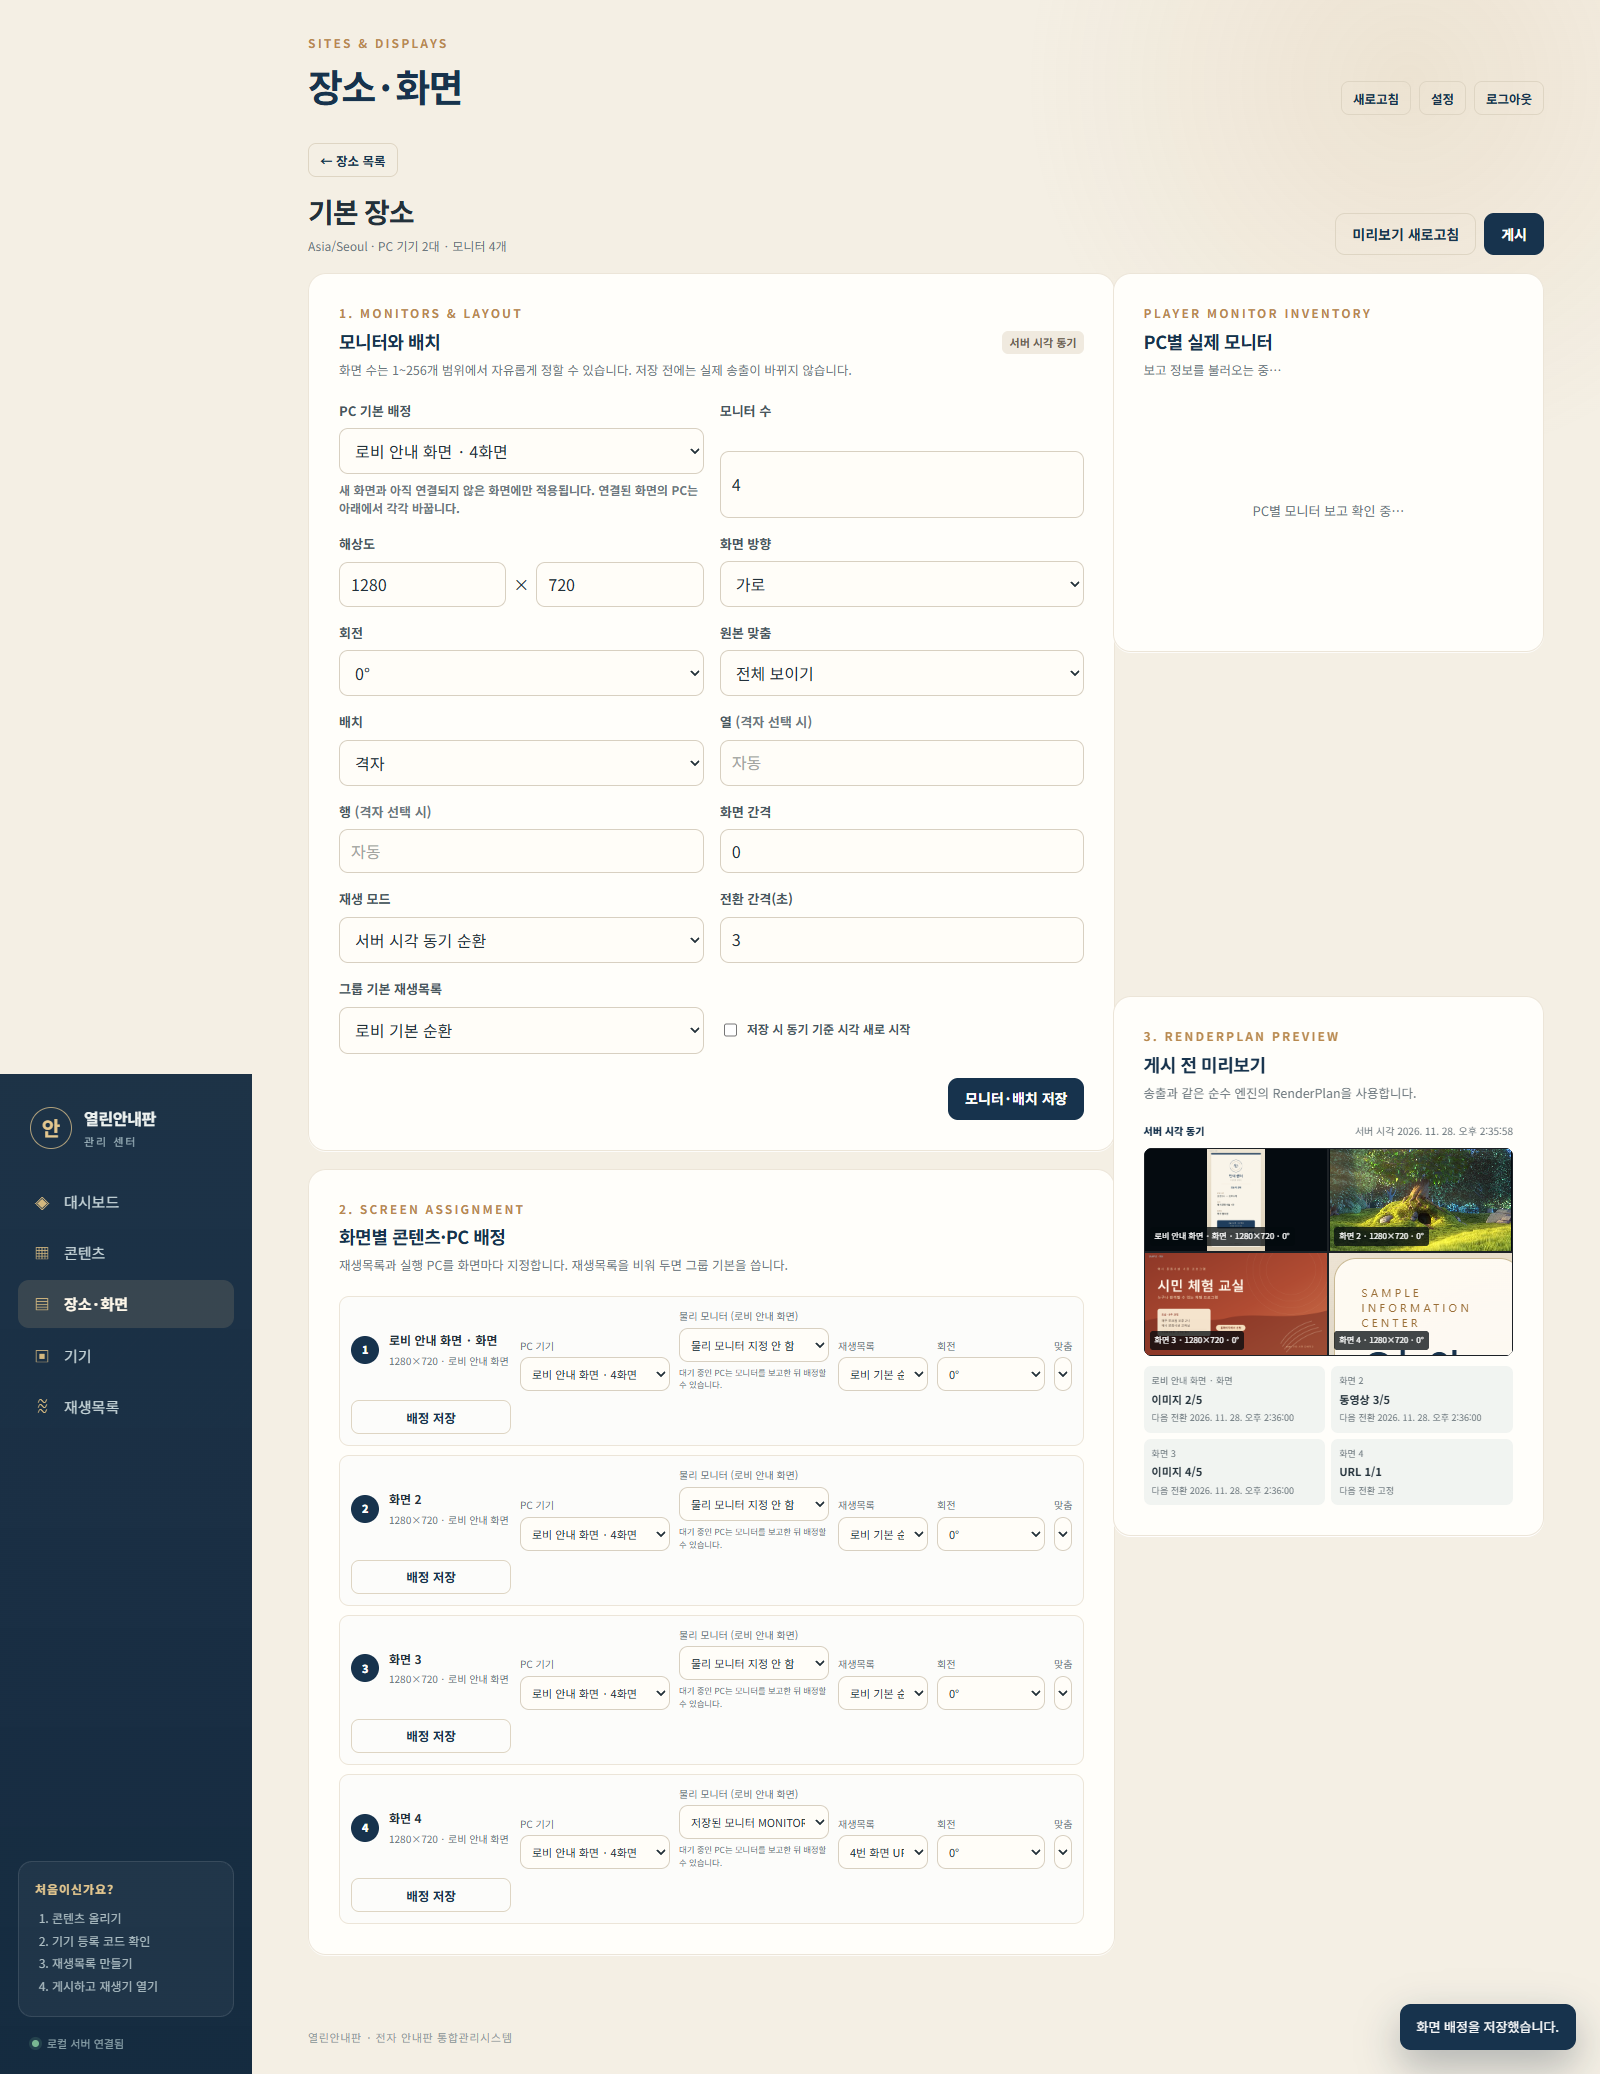 SITES & DISPLAYS
장소·화면
새로고침
설정
로그아웃
← 장소 목록
기본 장소
Asia/Seoul · PC 기기 2대 · 모니터 4개
미리보기 새로고침
게시
1. MONITORS & LAYOUT
모니터와 배치
서버 시각 동기
화면 수는 1~256개 범위에서 자유롭게 정할 수 있습니다. 저장 전에는 실제 송출이 바뀌지 않습니다.
PC 기본 배정
모니터 수
로비 안내 화면 · 4화면
4
새 화면과 아직 연결되지 않은 화면에만 적용됩니다. 연결된 화면의 PC는
아래에서 각각 바꿉니다.
해상도
화면 방향
1280 × 720
가로
회전
원본 맞춤
0°
전체 보이기
배치
열 (격자 선택 시)
격자
자동
행 (격자 선택 시)
화면 간격
자동
0
재생 모드
전환 간격(초)
서버 시각 동기 순환
3
그룹 기본 재생목록
로비 기본 순환
저장 시 동기 기준 시각 새로 시작
모니터·배치 저장
PLAYER MONITOR INVENTORY
PC별 실제 모니터
보고 정보를 불러오는 중…
PC별 모니터 보고 확인 중…
2. SCREEN ASSIGNMENT
화면별 콘텐츠·PC 배정
재생목록과 실행 PC를 화면마다 지정합니다. 재생목록을 비워 두면 그룹 기본을 씁니다.
1
로비 안내 화면 · 화면
1280×720 · 로비 안내 화면
PC 기기
로비 안내 화면 · 4화면
물리 모니터 (로비 안내 화면)
물리 모니터 지정 안 함
대기 중인 PC는 모니터를 보고한 뒤 배정할
수 있습니다.
재생목록
로비 기본 순
회전
0°
맞춤
배정 저장
2
화면 2
1280×720 · 로비 안내 화면
PC 기기
로비 안내 화면 · 4화면
물리 모니터 (로비 안내 화면)
물리 모니터 지정 안 함
대기 중인 PC는 모니터를 보고한 뒤 배정할
수 있습니다.
재생목록
로비 기본 순
회전
0°
맞춤
배정 저장
3
화면 3
1280×720 · 로비 안내 화면
PC 기기
로비 안내 화면 · 4화면
물리 모니터 (로비 안내 화면)
물리 모니터 지정 안 함
대기 중인 PC는 모니터를 보고한 뒤 배정할
수 있습니다.
재생목록
로비 기본 순
회전
0°
맞춤
배정 저장
4
화면 4
1280×720 · 로비 안내 화면
PC 기기
로비 안내 화면 · 4화면
물리 모니터 (로비 안내 화면)
저장된 모니터 MONITOR
대기 중인 PC는 모니터를 보고한 뒤 배정할
수 있습니다.
재생목록
4번 화면 UR
회전
0°
맞춤
배정 저장
3. RENDERPLAN PREVIEW
게시 전 미리보기
송출과 같은 순수 엔진의 RenderPlan을 사용합니다.
서버 시각 동기
서버 시각 2026. 11. 28. 오후 2:35:58
로비 안내 화면 · 화면 · 1280×720 · 0°
화면 2 · 1280×720 · 0°
시민 체험 교실
화면 3 · 1280×720 · 0°
SAMPLE
INFORMATION
CENTER
화면 4 · 1280×720 · 0°
로비 안내 화면 · 화면
이미지 2/5
다음 전환 2026. 11. 28. 오후 2:36:00
화면 2
동영상 3/5
다음 전환 2026. 11. 28. 오후 2:36:00
화면 3
이미지 4/5
다음 전환 2026. 11. 28. 오후 2:36:00
화면 4
URL 1/1
다음 전환 고정
안
열린안내판
관리 센터
대시보드
콘텐츠
장소·화면
기기
재생목록
처음이신가요?
1. 콘텐츠 올리기
2. 기기 등록 코드 확인
3. 재생목록 만들기
4. 게시하고 재생기 열기
로컬 서버 연결됨
열린안내판 · 전자 안내판 통합관리시스템
화면 배정을 저장했습니다.